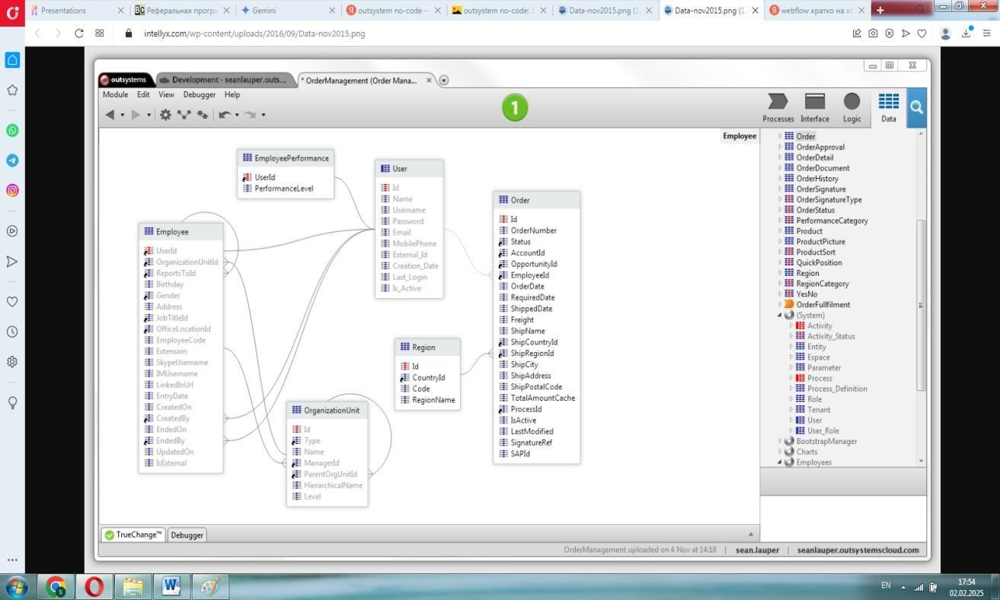 Presentations
Реферальная програ
Gemini
outsystem no-code —
outsystem no-code: 1
Data-nov2015.png (1
Data-nov2015.png (1
webflow кратко на а
intellyx.com/wp-content/uploads/2016/09/Data-nov2015.png
outsystems
Development - seanlauper.outs...
* OrderManagement (Order Mana...
Module Edit View Debugger Help
1
Processes Interface Logic Data
Employee
EmployeePerformance
UserId
PerformanceLevel
User
Id
Name
Username
Password
Email
MobilePhone
External_Id
Creation_Date
Last_Login
Is_Active
Order
Id
OrderNumber
Status
AccountId
OpportunityId
EmployeeId
OrderDate
RequiredDate
ShippedDate
Freight
ShipName
ShipCountryId
ShipRegionId
ShipCity
ShipAddress
ShipPostalCode
TotalAmountCache
ProcessId
IsActive
LastModified
SignatureRef
SAPId
Employee
UserId
OrganizationUnitId
ReportsToId
Birthday
Gender
Address
JobTitleId
OfficeLocationId
EmployeeCode
Extension
SkypeUsername
IMUsername
LinkedInUrl
EntryDate
CreatedOn
CreatedBy
EndedOn
EndedBy
UpdatedOn
IsExternal
Region
Id
CountryId
Code
RegionName
OrganizationUnit
Id
Type
Name
ManagerId
ParentOrgUnitId
HierarchicalName
Level
Order
OrderApproval
OrderDetail
OrderDocument
OrderHistory
OrderSignature
OrderSignatureType
OrderStatus
PerformanceCategory
Product
ProductPicture
ProductSort
QuickPosition
Region
RegionCategory
YesNo
OrderFullfilment
(System)
Activity
Activity_Status
Entity
Espace
Parameter
Process
Process_Definition
Role
Tenant
User
User_Role
BootstrapManager
Charts
Employees
TrueChange™ Debugger
OrderManagement uploaded on 4 Nov at 14:18 | sean.lauper | seanlauper.outsystemscloud.com
EN
17:54
02.02.2025